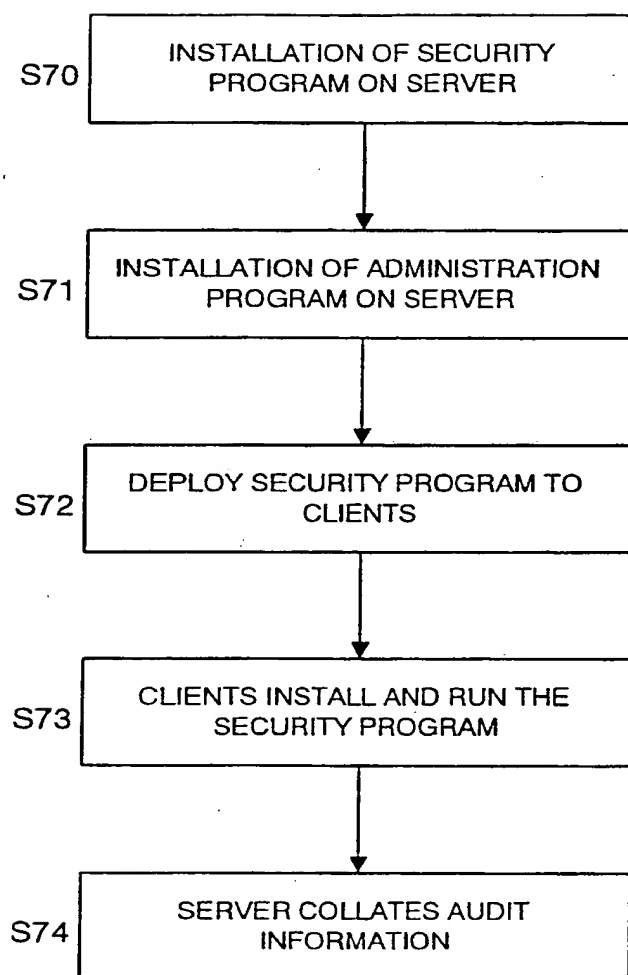 S70
INSTALLATION OF SECURITY
PROGRAM ON SERVER
S71
INSTALLATION OF ADMINISTRATION
PROGRAM ON SERVER
S72
DEPLOY SECURITY PROGRAM TO
CLIENTS
S73
CLIENTS INSTALL AND RUN THE
SECURITY PROGRAM
S74
SERVER COLLATES AUDIT
INFORMATION